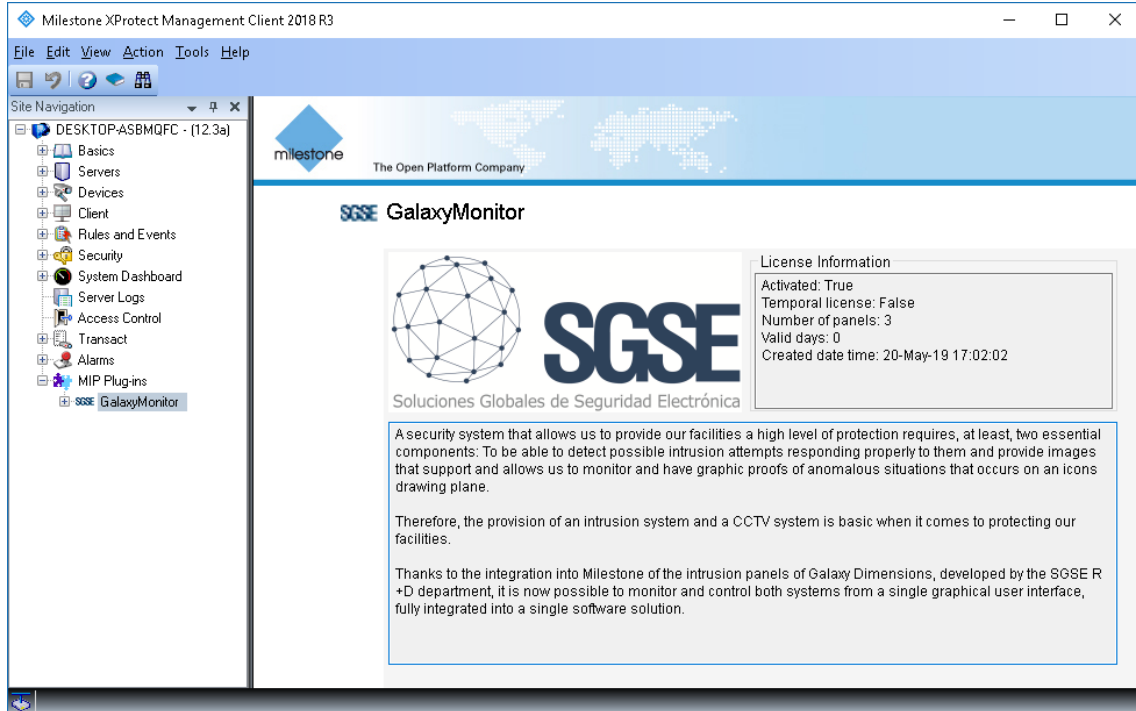 Milestone XProtect Management Client 2018 R3
File Edit View Action Tools Help
Site Navigation
DESKTOP-ASBMQFC - (12.3a)
Basics
Servers
Devices
Client
Rules and Events
Security
System Dashboard
Server Logs
Access Control
Transact
Alarms
MIP Plug-ins
SGSE GalaxyMonitor
milestone
The Open Platform Company
SGSE GalaxyMonitor
SGSE
Soluciones Globales de Seguridad Electrónica
License Information
Activated: True
Temporal license: False
Number of panels: 3
Valid days: 0
Created date time: 20-May-19 17:02:02
A security system that allows us to provide our facilities a high level of protection requires, at least, two essential
components: To be able to detect possible intrusion attempts responding properly to them and provide images
that support and allows us to monitor and have graphic proofs of anomalous situations that occurs on an icons
drawing plane.
Therefore, the provision of an intrusion system and a CCTV system is basic when it comes to protecting our
facilities.
Thanks to the integration into Milestone of the intrusion panels of Galaxy Dimensions, developed by the SGSE R
+D department, it is now possible to monitor and control both systems from a single graphical user interface,
fully integrated into a single software solution.